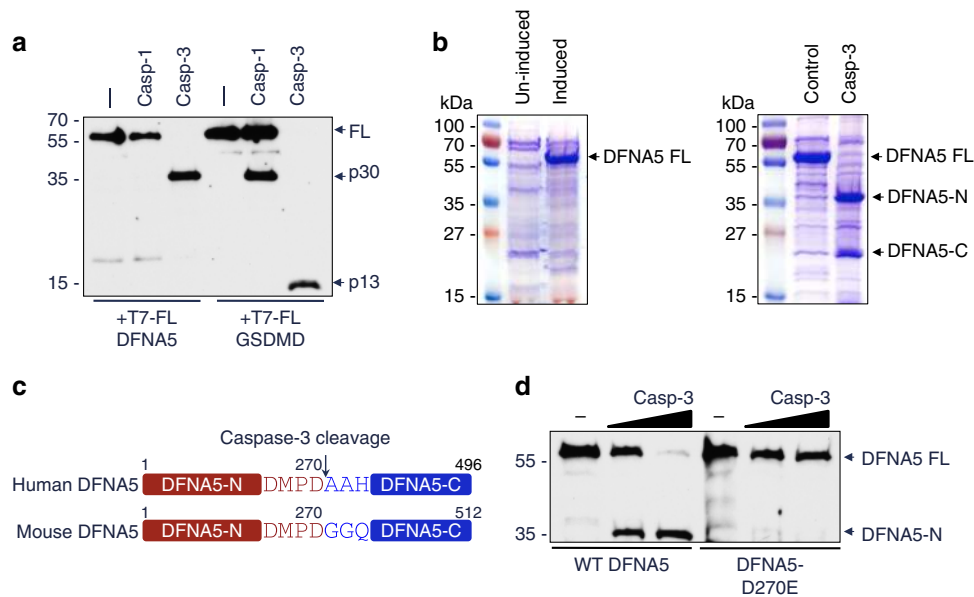 a
–
Casp-1
Casp-3
–
Casp-1
Casp-3
70 -
55 -
35 -
15 -
FL
p30
p13
+T7-FL
DFNA5
+T7-FL
GSDMD
b
Un-induced
Induced
kDa
100
70
55
35
27
15
DFNA5 FL
Control
Casp-3
kDa
100
70
55
35
27
15
DFNA5 FL
DFNA5-N
DFNA5-C
c
Caspase-3 cleavage
1 270 496
Human DFNA5 DFNA5-N DMPDAAH DFNA5-C
1 270 512
Mouse DFNA5 DFNA5-N DMPDGGQ DFNA5-C
d
– Casp-3 – Casp-3
55 -
35 -
DFNA5 FL
DFNA5-N
WT DFNA5
DFNA5-
D270E